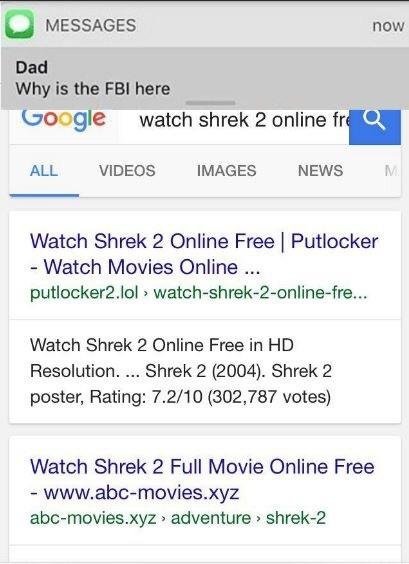 MESSAGES now
Dad
Why is the FBI here
Google watch shrek 2 online fre
ALL VIDEOS IMAGES NEWS M
Watch Shrek 2 Online Free | Putlocker
- Watch Movies Online ...
putlocker2.lol › watch-shrek-2-online-fre...
Watch Shrek 2 Online Free in HD
Resolution. ... Shrek 2 (2004). Shrek 2
poster, Rating: 7.2/10 (302,787 votes)
Watch Shrek 2 Full Movie Online Free
- www.abc-movies.xyz
abc-movies.xyz › adventure › shrek-2